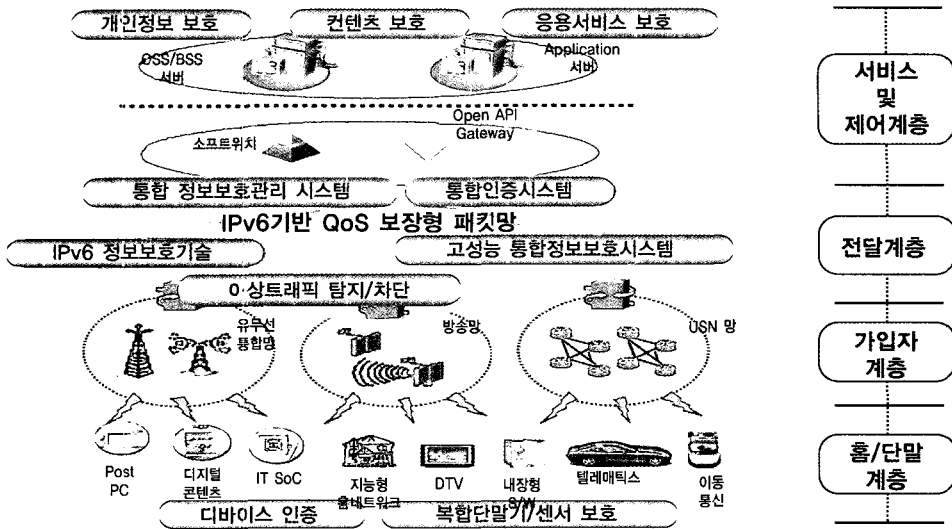 개인정보 보호
컨텐츠 보호
응용서비스 보호
OSS/BSS
서버
Application
서버
서비스
및
제어계층
Open API
Gateway
소프트위치
통합 정보보호관리 시스템
통합인증시스템
IPv6기반 QoS 보장형 패킷망
IPv6 정보보호기술
고성능 통합정보보호시스템
전달계층
이상트래픽 탐지/차단
유무선
통합망
방송망
USN 망
가입자
계층
Post
PC
디지털
콘텐츠
IT SoC
지능형
홈네트워크
DTV
내장형
S/W
텔레매틱스
이동
통신
홈/단말
계층
디바이스 인증
복합단말기/센서 보호